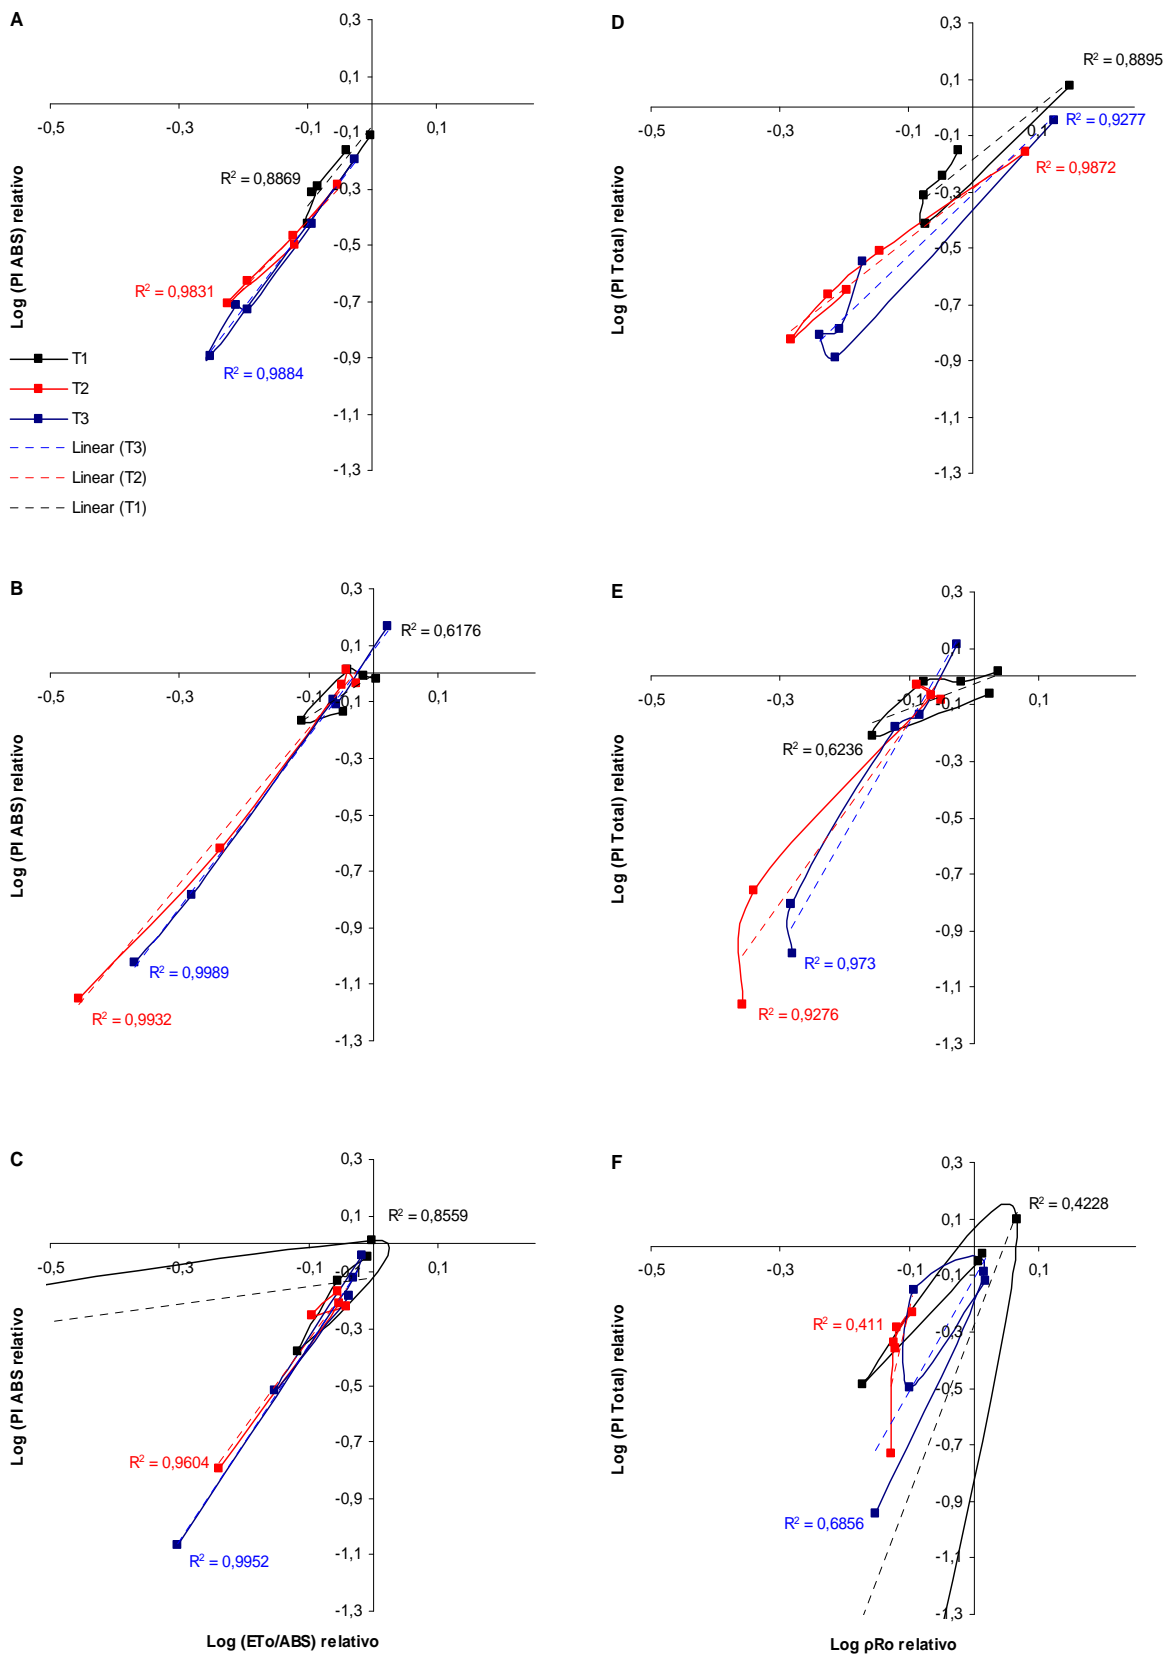 A
0,3
0,1
-0,5
-0,3
-0,1
0,1
-0,1
-0,3
-0,5
-0,7
-0,9
-1,1
-1,3
R² = 0,8869
R² = 0,9831
R² = 0,9884
Log (PI ABS) relativo
T1
T2
T3
Linear (T3)
Linear (T2)
Linear (T1)
D
0,3
0,1
R² = 0,8895
-0,5
-0,3
-0,1
0,1
R² = 0,9277
-0,1
R² = 0,9872
-0,3
-0,5
-0,7
-0,9
-1,1
-1,3
Log (PI Total) relativo
B
0,3
0,1
R² = 0,6176
-0,5
-0,3
-0,1
0,1
-0,1
-0,3
-0,5
-0,7
-0,9
R² = 0,9989
R² = 0,9932
-1,1
-1,3
Log (PI ABS) relativo
E
0,3
0,1
-0,5
-0,3
-0,1
0,1
-0,1
R² = 0,6236
-0,3
-0,5
-0,7
-0,9
R² = 0,973
R² = 0,9276
-1,1
-1,3
Log (PI Total) relativo
C
0,3
0,1
R² = 0,8559
-0,5
-0,3
-0,1
0,1
-0,1
-0,3
-0,5
-0,7
R² = 0,9604
-0,9
-1,1
R² = 0,9952
-1,3
Log (PI ABS relativo
Log (ETo/ABS) relativo
F
0,3
R² = 0,4228
0,1
-0,5
-0,3
-0,1
0,1
-0,1
R² = 0,411
-0,3
-0,5
-0,7
-0,9
R² = 0,6856
-1,1
-1,3
Log (PI Total) relativo
Log ρRo relativo